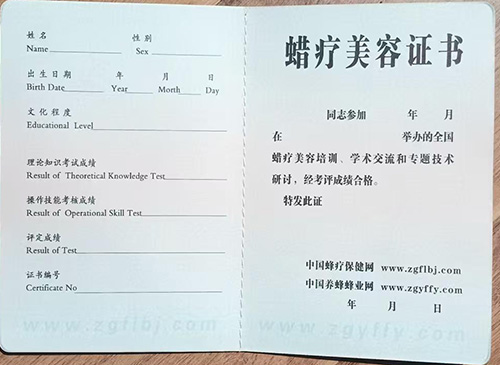 姓名 性别
Name Sex
出生日期 年 月 日
Birth Date Year Morth Day
文化程度
Educational Level
理论知识考试成绩
Result of Theoretical Knowledge Test
操作技能考核成绩
Result of Operational Skill Test
评定成绩
Result of Test
证书编号
Certificate No
www.zgflbj.com
蜡疗美容证书
同志参加 年 月
在 举办的全国
蜡疗美容培训、学术交流和专题技术
研讨,经考评成绩合格。
特发此证
中国蜂疗保健网 www.zgflbj.com
中国养蜂蜂业网 www.zgyffy.com
年 月 日
www.zgyffy.com